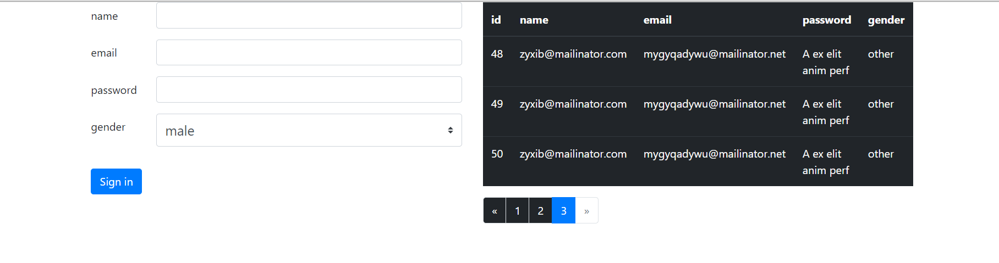 name
email
password
gender
male
Sign in
id name email password gender
48 zyxib@mailinator.com mygyqadywu@mailinator.net A ex elit other
anim perf
49 zyxib@mailinator.com mygyqadywu@mailinator.net A ex elit other
anim perf
50 zyxib@mailinator.com mygyqadywu@mailinator.net A ex elit other
anim perf
« 1 2 3 »